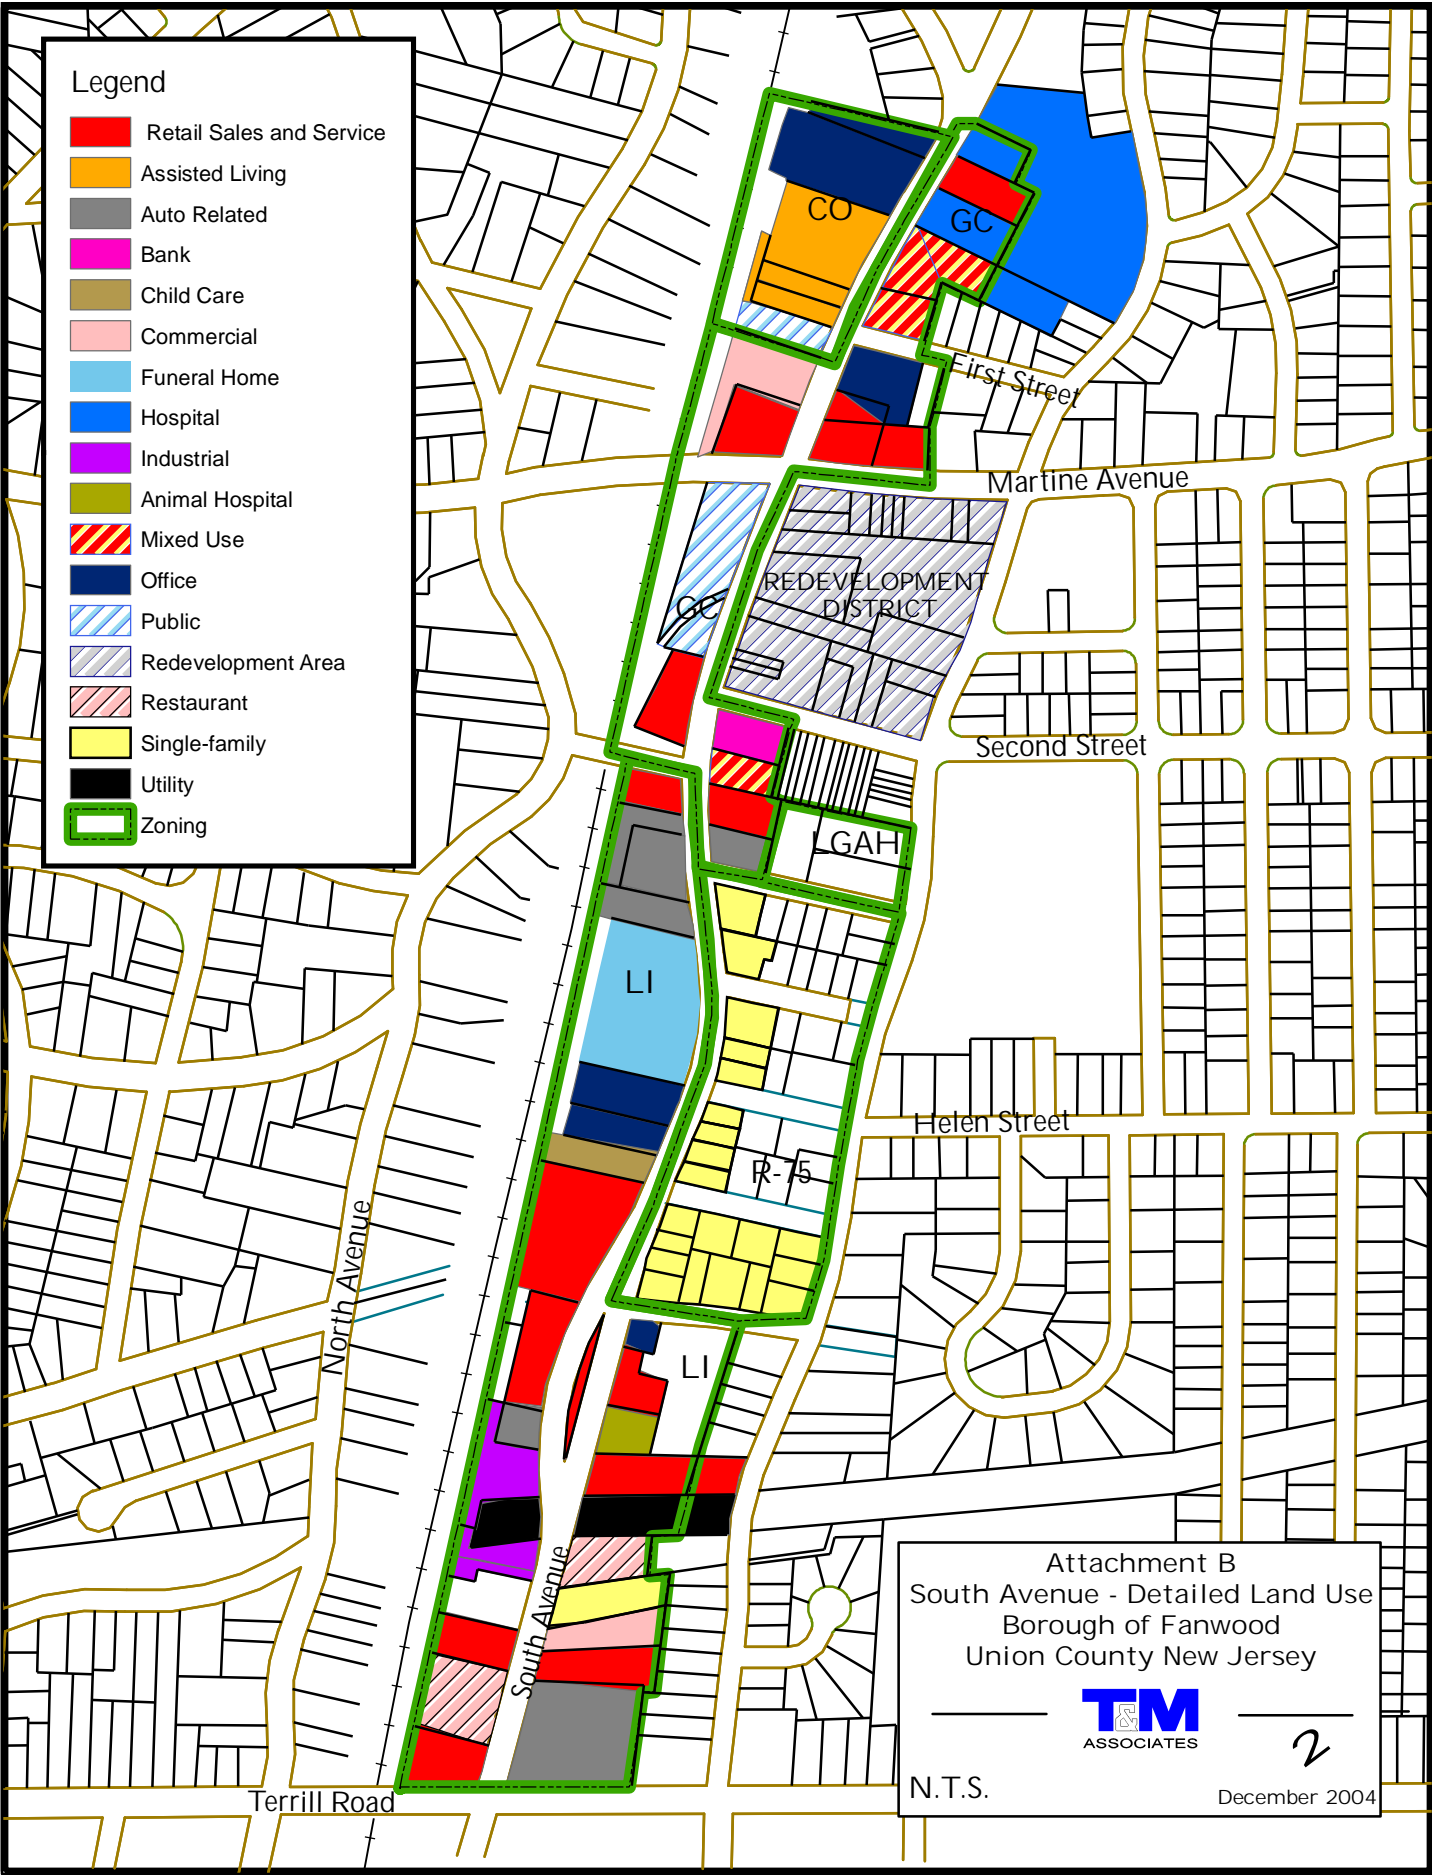 Legend
Retail Sales and Service
Assisted Living
Auto Related
Bank
Child Care
Commercial
Funeral Home
Hospital
Industrial
Animal Hospital
Mixed Use
Office
Public
Redevelopment Area
Restaurant
Single-family
Utility
Zoning
CO
GC
First Street
Martine Avenue
REDEVELOPMENT
DISTRICT
GC
Second Street
LGAH
LI
Helen Street
R-75
North Avenue
LI
South Avenue
Terrill Road
Attachment B
South Avenue - Detailed Land Use
Borough of Fanwood
Union County New Jersey
T&M
ASSOCIATES
2
N.T.S.
December 2004